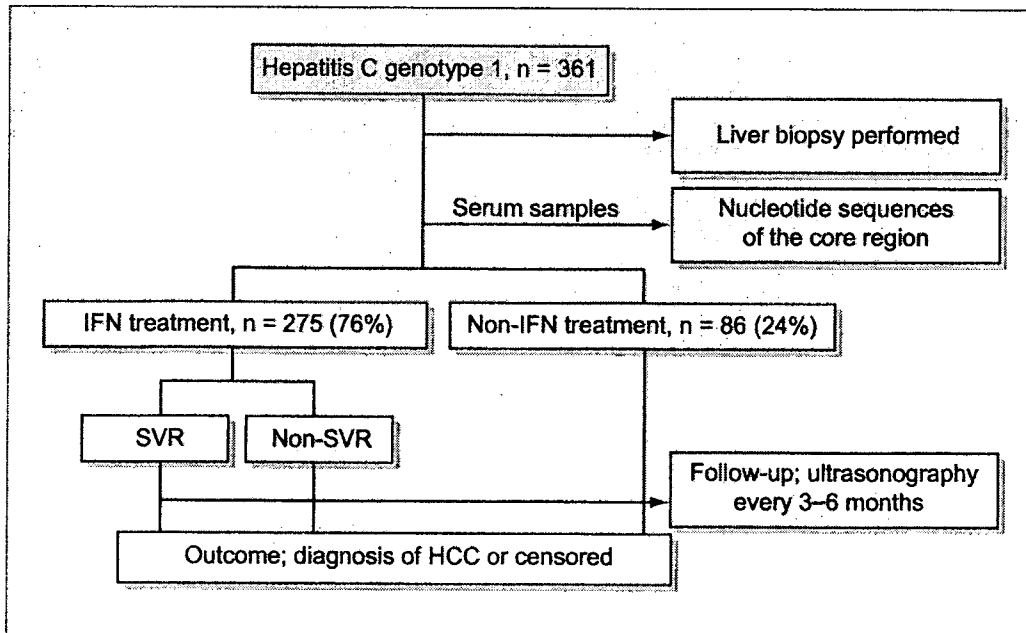 Hepatitis C genotype 1, n = 361
Liver biopsy performed
Serum samples
Nucleotide sequences
of the core region
IFN treatment, n = 275 (76%)
Non-IFN treatment, n = 86 (24%)
SVR
Non-SVR
Follow-up; ultrasonography
every 3–6 months
Outcome; diagnosis of HCC or censored